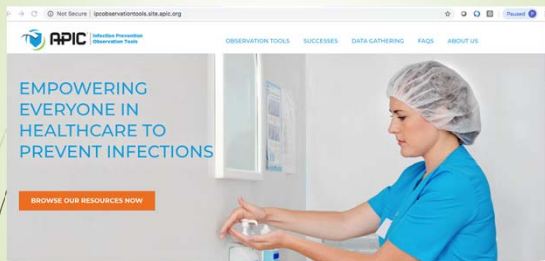 Not Secure | ipcobservationtools.site.apic.org
Paused
APIC Infection Prevention
Observation Tools
OBSERVATION TOOLS SUCCESSES DATA GATHERING FAQS ABOUT US
EMPOWERING
EVERYONE IN
HEALTHCARE TO
PREVENT INFECTIONS
BROWSE OUR RESOURCES NOW